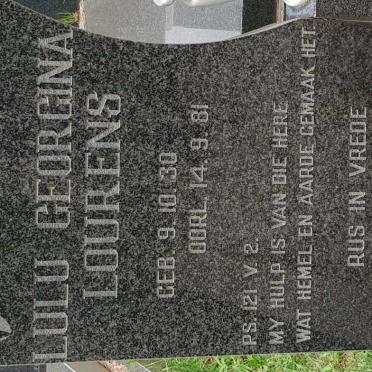 LULU GEORGINA
LOURENS
GEB. 9. 10. 30
OORL. 14. 9. 81
PS. 121 V 2.
MY HULP IS VAN DIE HERE
WAT HEMEL EN AARDE GEMAAK HET.
RUS IN VREDE